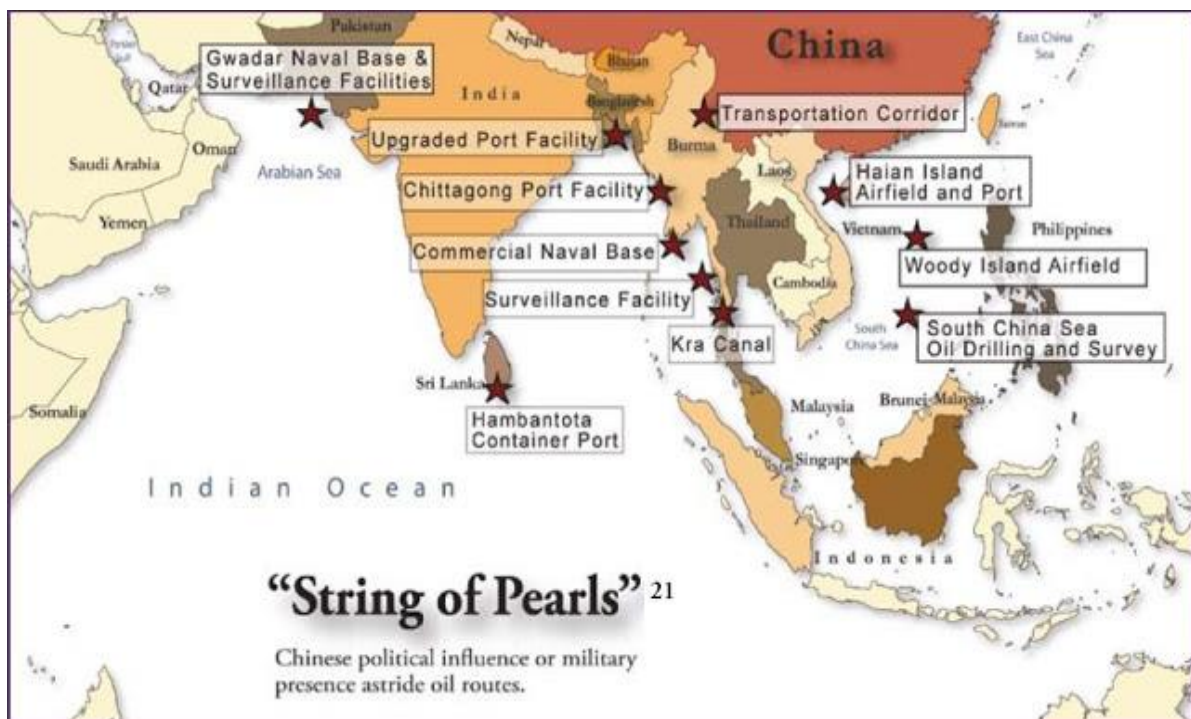 Pakistan
Nepal
China
East China
Sea
Persian
Gulf
Gwadar Naval Base &
Surveillance Facilities
Bhutan
Qatar
India
Bangladesh
Transportation Corridor
Taiwan
Oman
Upgraded Port Facility
Burma
Saudi Arabia
Arabian Sea
Laos
Haian Island
Airfield and Port
Chittagong Port Facility
Yemen
Thailand
Vietnam
Philippines
Commercial Naval Base
Woody Island Airfield
Cambodia
Surveillance Facility
South
China Sea
South China Sea
Oil Drilling and Survey
Kra Canal
Sri Lanka
Brunei
Malaysia
Somalia
Malaysia
Hambantota
Container Port
Singapore
Indian Ocean
Indonesia
“String of Pearls” 21
Chinese political influence or military
presence astride oil routes.